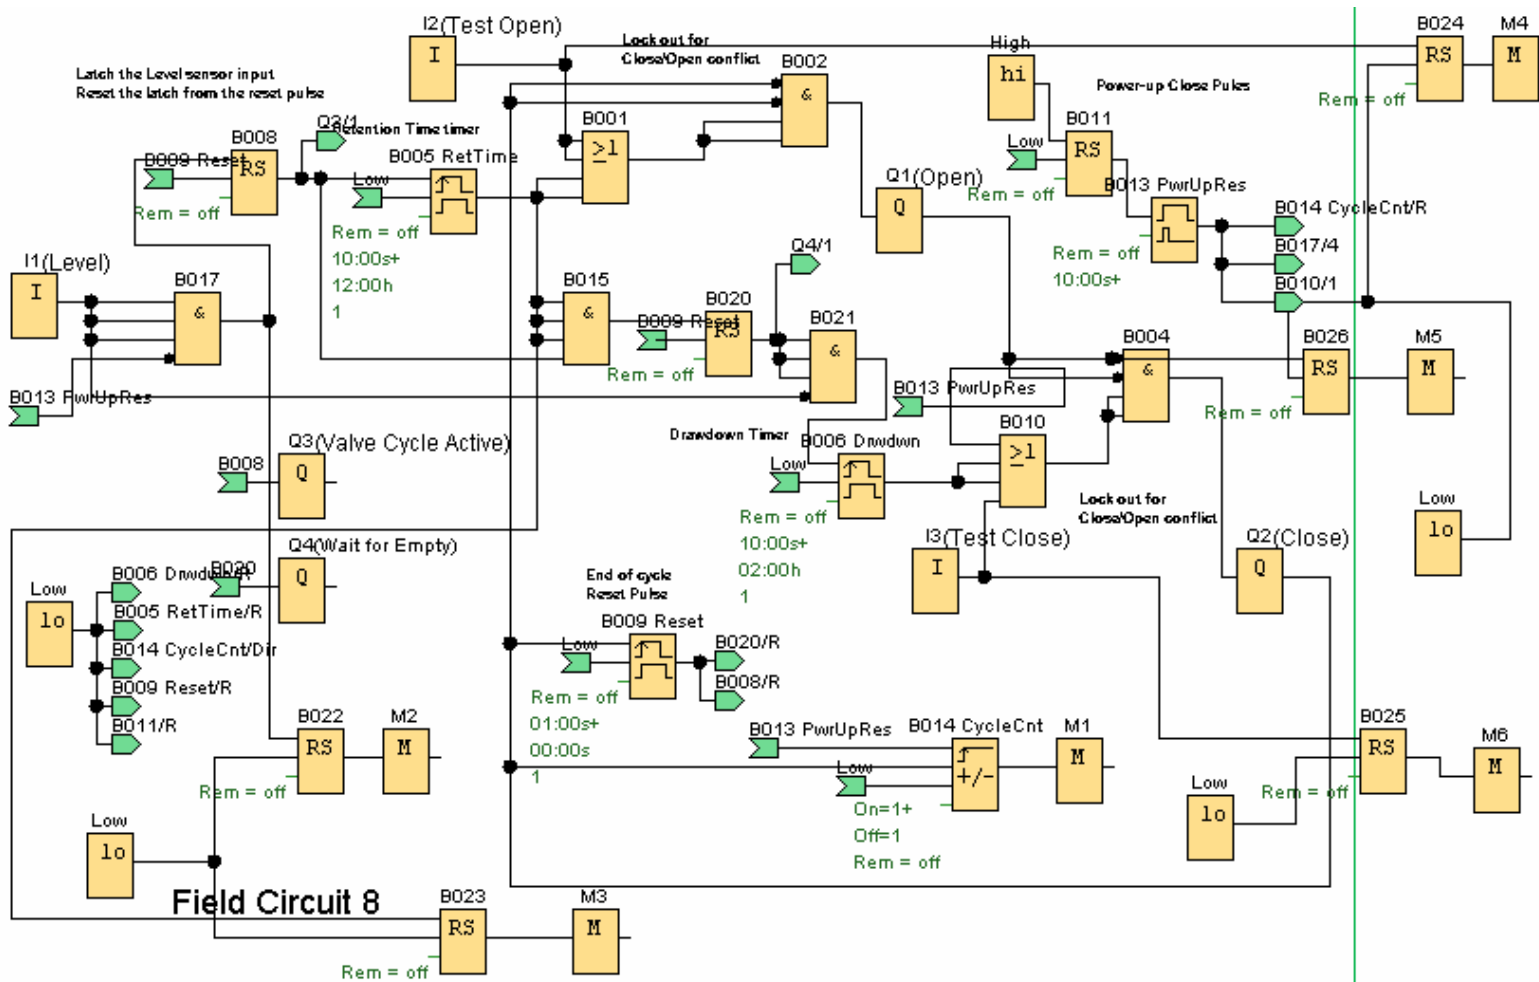 I2(Test Open)
Lock out for
Close/Open conflict
B002
&
High
hi
B024
RS
M4
M
Rem = off
I
Latch the Level sensor input
Reset the latch from the reset pulse
Power-up Close Pules
Q3/1
Retention Time timer
B001
≥1
B008
RS
B009 Reset
Rem = off
B005 RetTime
Low
Rem = off
10:00s+
12:00h
1
B011
RS
Low
Rem = off
Q1(Open)
Q
B013 PwrUpRes
Rem = off
10:00s+
B014 CycleCnt/R
B017/4
B010/1
Q4/1
I1(Level)
I
B017
&
B013 PwrUpRes
B015
&
B009 Reset
B020
RS
Rem = off
B021
&
B004
&
B026
RS
Rem = off
M5
M
B013 PwrUpRes
B010
≥1
Drawdown Timer
B006 Drwdwn
Low
Rem = off
10:00s+
02:00h
1
Lock out for
Close/Open conflict
Q3(Valve Cycle Active)
B008
Q
Q4(Wait for Empty)
B020
Q
I3(Test Close)
I
Q2(Close)
Q
Low
lo
Low
lo
B006 Drwdwn/R
B005 RetTime/R
B014 CycleCnt/Dir
B009 Reset/R
B011/R
End of cycle
Reset Pulse
B009 Reset
Low
Rem = off
01:00s+
00:00s
1
B020/R
B008/R
B022
RS
Rem = off
M2
M
B013 PwrUpRes
B014 CycleCnt
+/-
Low
On=1+
Off=1
Rem = off
M1
M
B025
RS
Rem = off
M6
M
Low
lo
Low
lo
Field Circuit 8
B023
RS
Rem = off
M3
M